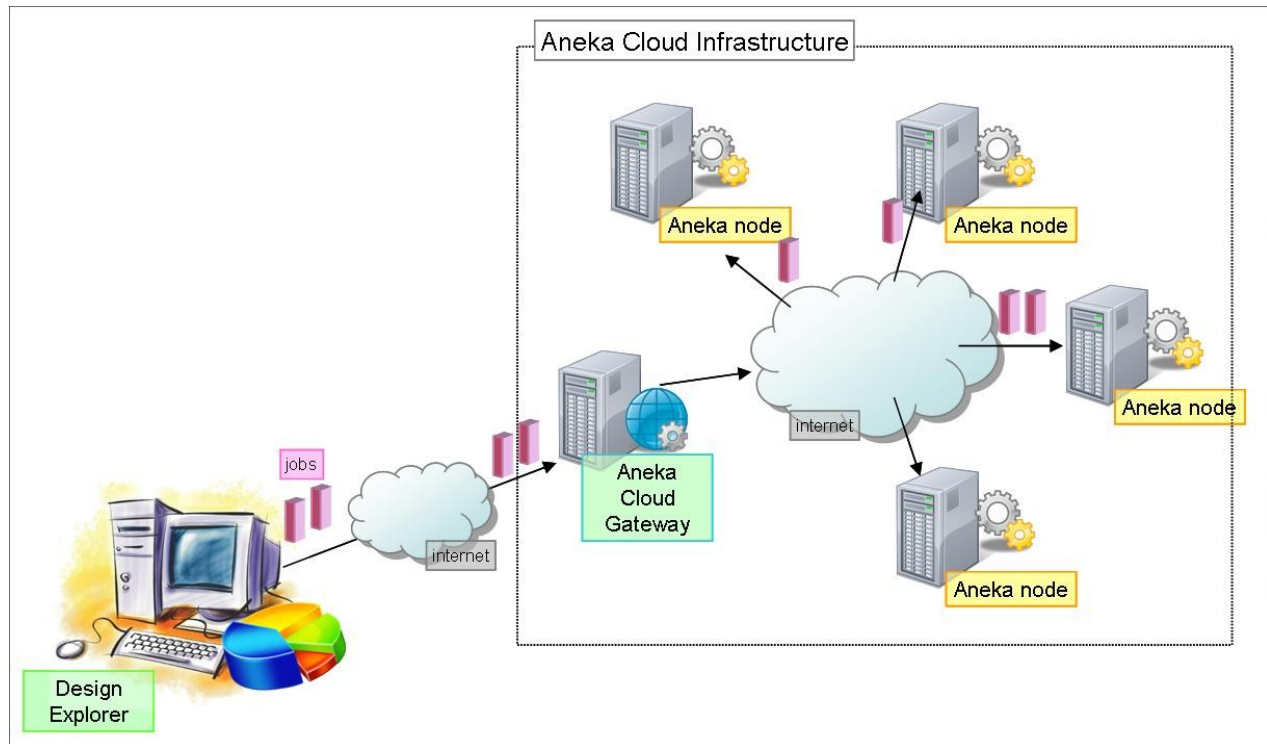 Aneka Cloud Infrastructure
Aneka node
Aneka node
Aneka node
internet
Aneka
Cloud
Gateway
jobs
internet
Aneka node
Design
Explorer